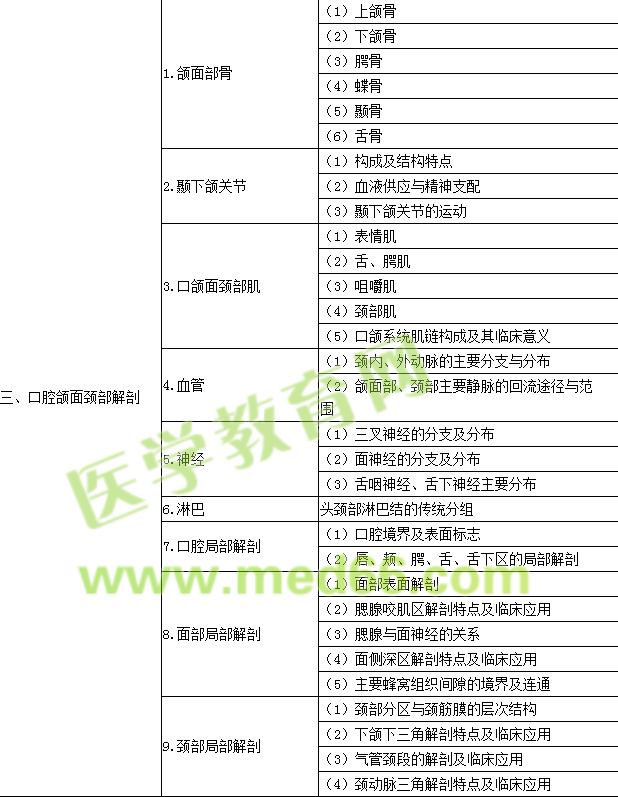 三、口腔颌面颈部解剖
1.颌面部骨
（1）上颌骨
（2）下颌骨
（3）腭骨
（4）蝶骨
（5）颞骨
（6）舌骨
2.颞下颌关节
（1）构成及结构特点
（2）血液供应与精神支配
（3）颞下颌关节的运动
3.口颌面颈部肌
（1）表情肌
（2）舌、腭肌
（3）咀嚼肌
（4）颈部肌
（5）口颌系统肌链构成及其临床意义
4.血管
（1）颈内、外动脉的主要分支与分布
（2）颌面部、颈部主要静脉的回流途径与范
围
5.神经
（1）三叉神经的分支及分布
（2）面神经的分支及分布
（3）舌咽神经、舌下神经主要分布
6.淋巴
头颈部淋巴结的传统分组
7.口腔局部解剖
（1）口腔境界及表面标志
（2）唇、颊、腭、舌、舌下区的局部解剖
8.面部局部解剖
（1）面部表面解剖
（2）腮腺咬肌区解剖特点及临床应用
（3）腮腺与面神经的关系
（4）面侧深区解剖特点及临床应用
（5）主要蜂窝组织间隙的境界及连通
9.颈部局部解剖
（1）颈部分区与颈筋膜的层次结构
（2）下颌下三角解剖特点及临床应用
（3）气管颈段的解剖及临床应用
（4）颈动脉三角解剖特点及临床应用
医学教育网
www.med66.com